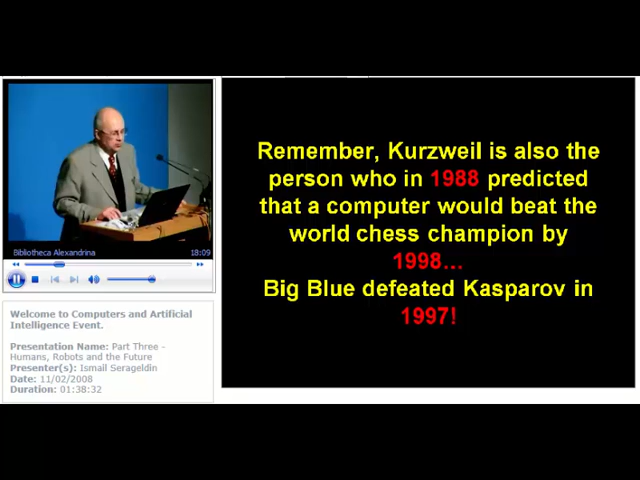 Remember, Kurzweil is also the
person who in 1988 predicted
that a computer would beat the
world chess champion by
1998...
Big Blue defeated Kasparov in
1997!
Bibliotheca Alexandrina
18:09
Welcome to Computers and Artificial
Intelligence Event.
Presentation Name: Part Three -
Humans, Robots and the Future
Presenter(s): Ismail Serageldin
Date: 11/02/2008
Duration: 01:38:32